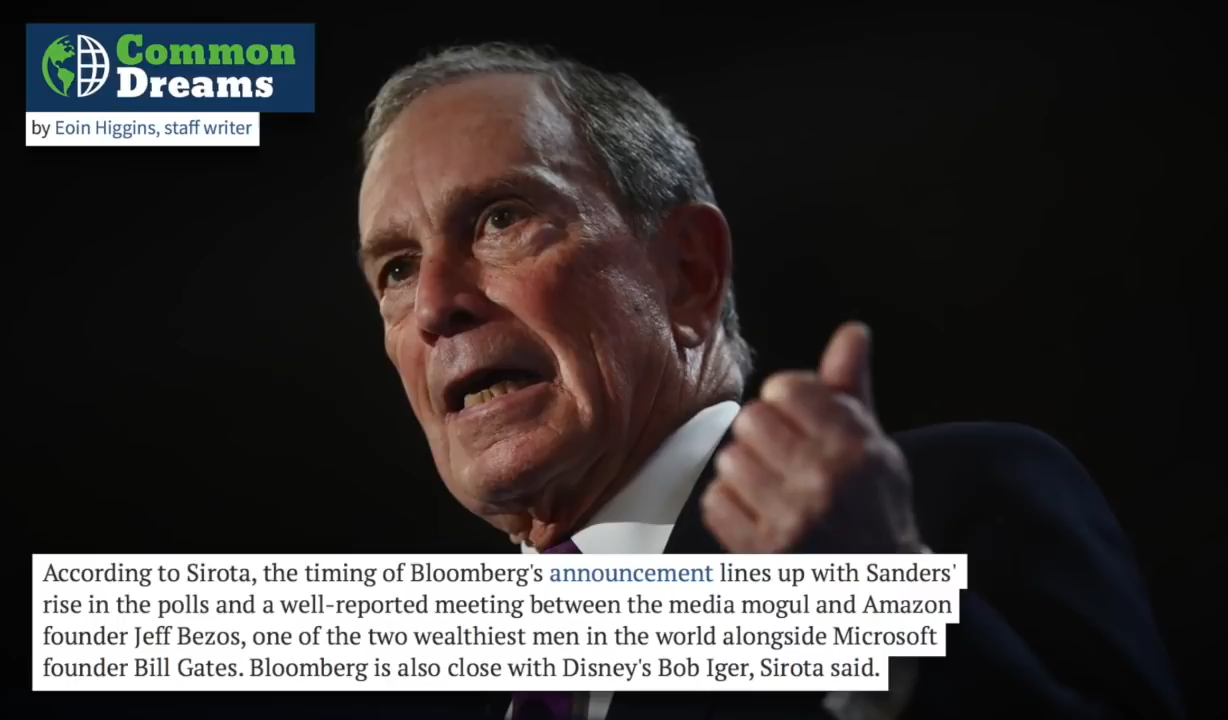 Common
Dreams
by Eoin Higgins, staff writer
According to Sirota, the timing of Bloomberg's announcement lines up with Sanders'
rise in the polls and a well-reported meeting between the media mogul and Amazon
founder Jeff Bezos, one of the two wealthiest men in the world alongside Microsoft
founder Bill Gates. Bloomberg is also close with Disney's Bob Iger, Sirota said.